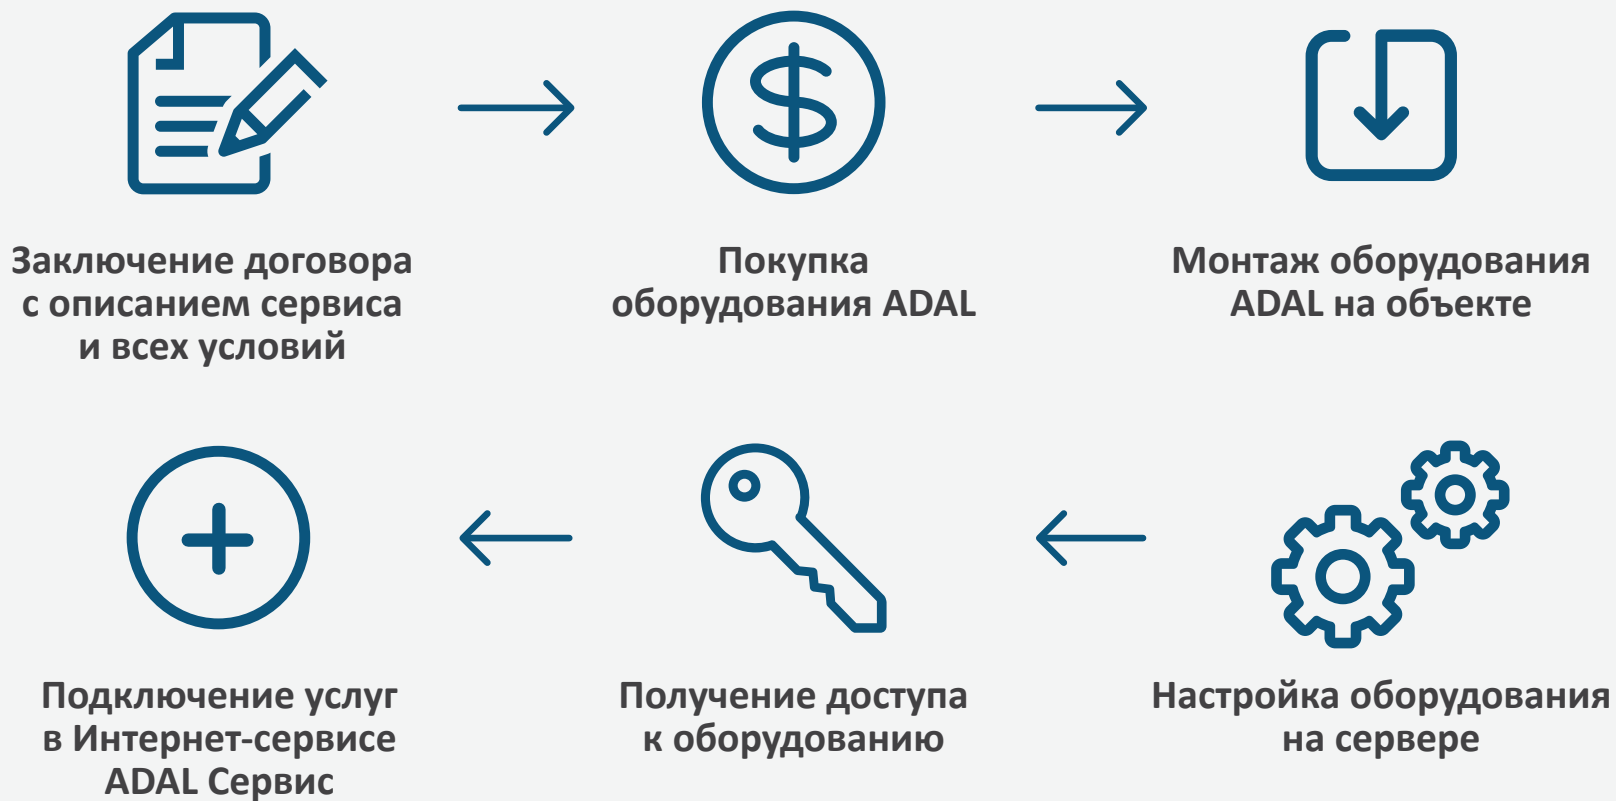 Заключение договора
с описанием сервиса
и всех условий
Покупка
оборудования ADAL
Монтаж оборудования
ADAL на объекте
Подключение услуг
в Интернет-сервисе
ADAL Сервис
Получение доступа
к оборудованию
Настройка оборудования
на сервере